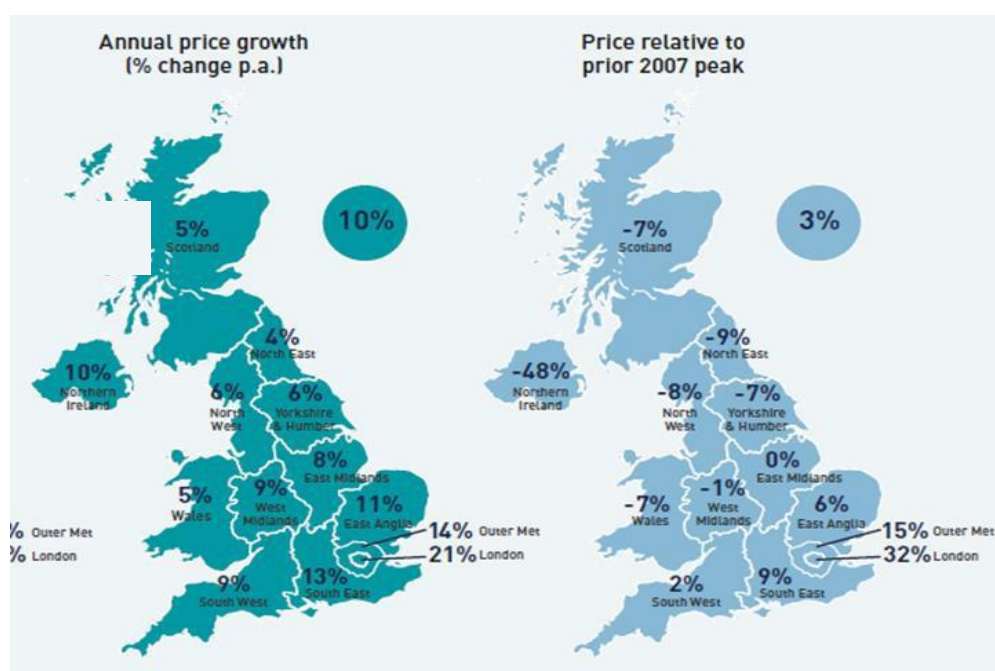 Annual price growth
(% change p.a.)
5%
Scotland
10%
4%
North East
10%
Northern
Ireland
6%
North
West
6%
Yorkshire
& Humber
8%
East Midlands
5%
Wales
9%
West
Midlands
11%
East Anglia
14% Outer Met
21% London
9%
South West
13%
South East
% Outer Met
% London
Price relative to
prior 2007 peak
-7%
Scotland
3%
-9%
North East
-48%
Northern
Ireland
-8%
North
West
-7%
Yorkshire
& Humber
0%
East Midlands
-7%
Wales
-1%
West
Midlands
6%
East Anglia
15% Outer Met
32% London
2%
South West
9%
South East